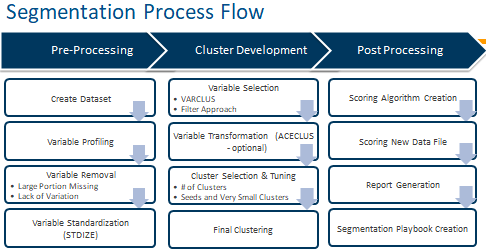 Segmentation Process Flow
Pre-Processing
Cluster Development
Post Processing
Create Dataset
Variable Profiling
Variable Removal
• Large Portion Missing
• Lack of Variation
Variable Standardization
(STDIZE)
Variable Selection
• VARCLUS
• Filter Approach
Variable Transformation (ACECLUS
- optional)
Cluster Selection & Tuning
• # of Clusters
• Seeds and Very Small Clusters
Final Clustering
Scoring Algorithm Creation
Scoring New Data File
Report Generation
Segmentation Playbook Creation